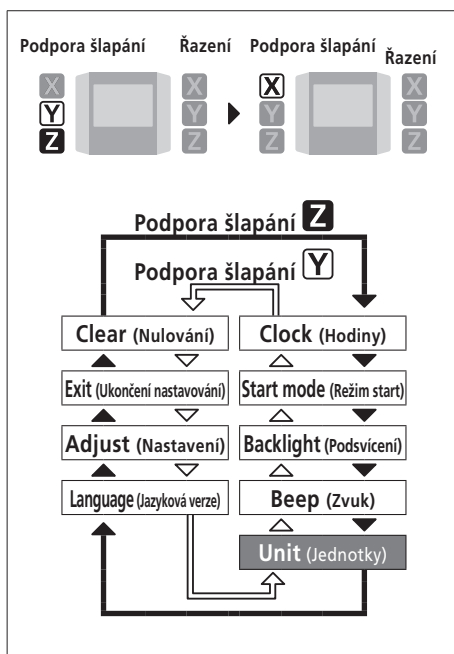 Podpora šlapání Řazení Podpora šlapání Řazení
X X X X
Y Y Y Y
Z Z Z Z
Podpora šlapání Z
Podpora šlapání Y
Clear (Nulování) Clock (Hodiny)
Exit (Ukončení nastavování) Start mode (Režim start)
Adjust (Nastavení) Backlight (Podsvícení)
Language (Jazyková verze) Beep (Zvuk)
Unit (Jednotky)